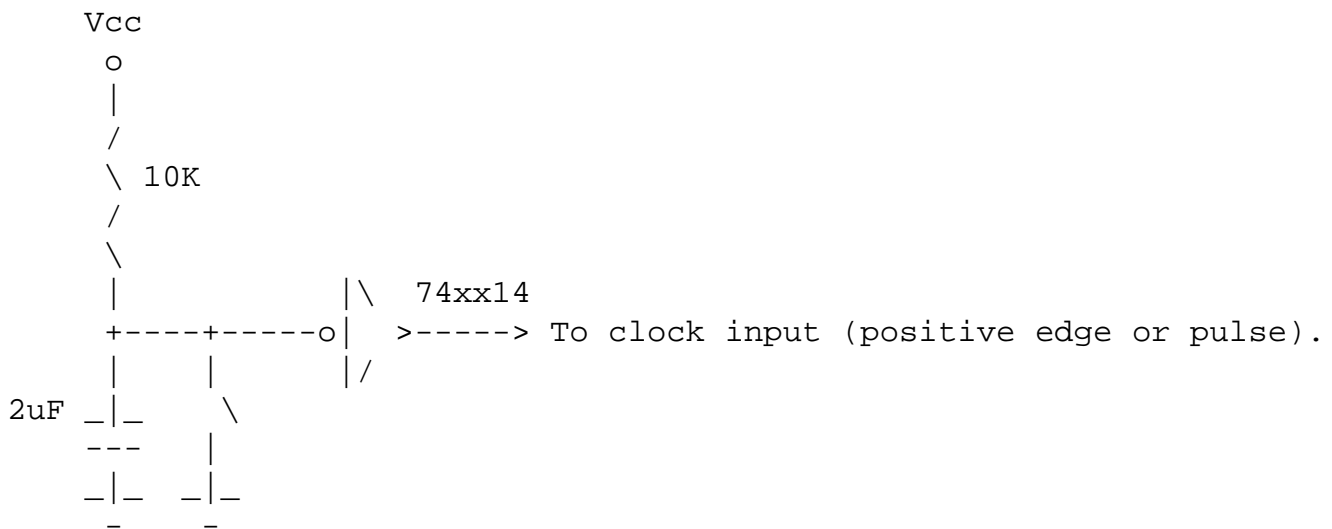 Vcc
10K
74xx14
To clock input (positive edge or pulse).
2uF